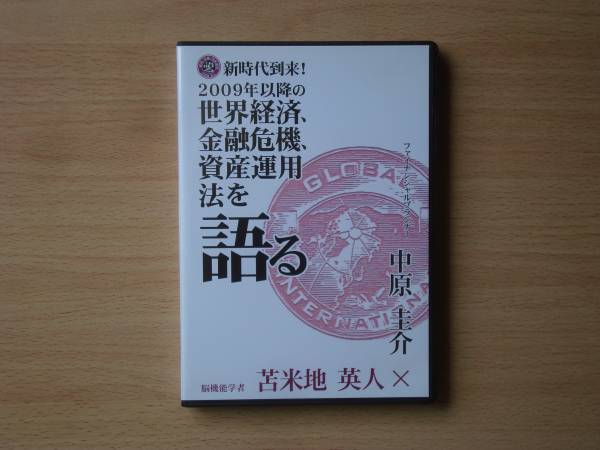 新時代到来!
2009年以降の
世界経済、
金融危機、
資産運用
法を
語る
GLOBAL
INTERNATIONAL
ファイナンシャルプランナー
中原 圭介
脳機能学者 苫米地 英人 ×